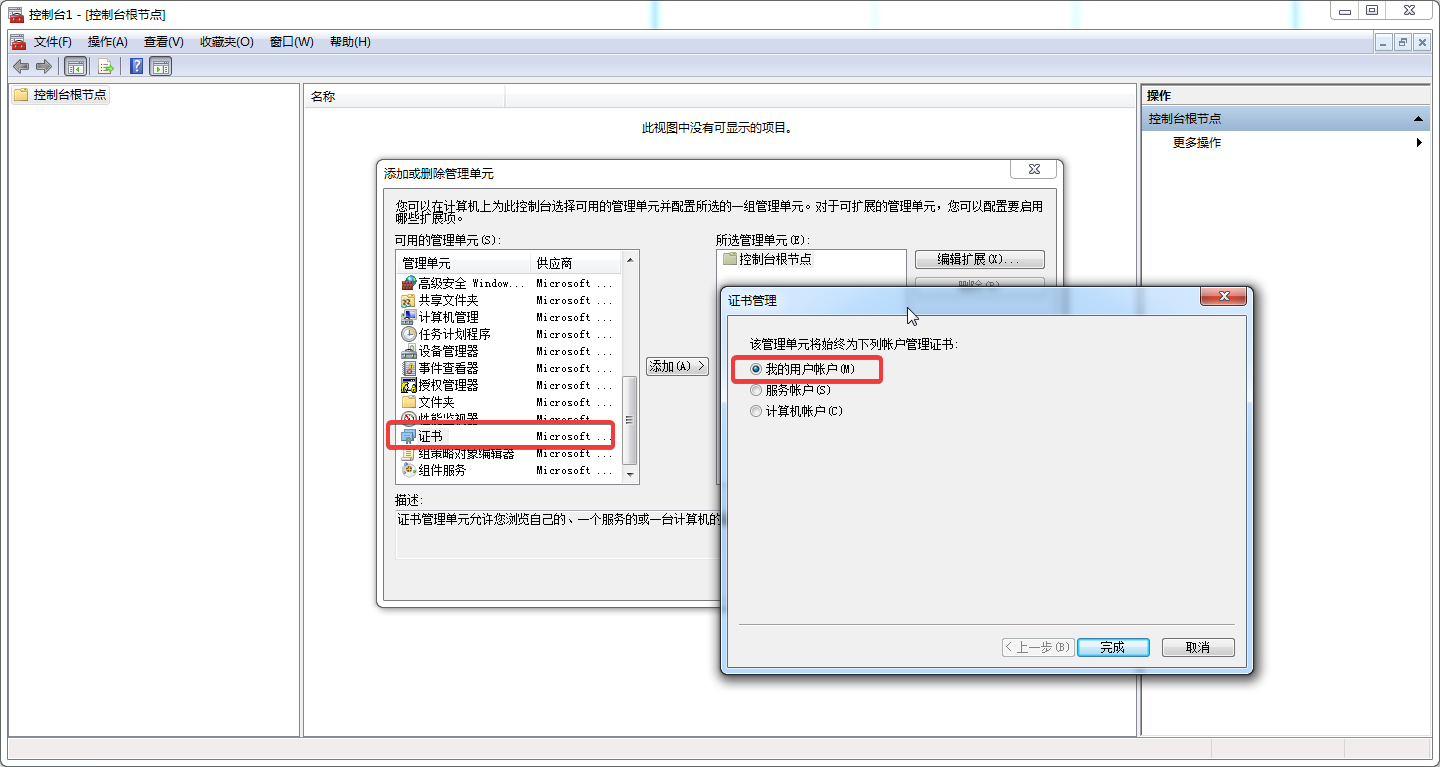 控制台1 - [控制台根节点]
文件(F) 操作(A) 查看(V) 收藏夹(O) 窗口(W) 帮助(H)
控制台根节点
名称
此视图中没有可显示的项目。
操作
控制台根节点
更多操作
添加或删除管理单元
您可以在计算机上为此控制台选择可用的管理单元并配置所选的一组管理单元。对于可扩展的管理单元，您可以配置要启用
哪些扩展项。
可用的管理单元(S):
管理单元 供应商
高级安全 Window... Microsoft ...
共享文件夹 Microsoft ...
计算机管理 Microsoft ...
任务计划程序 Microsoft ...
设备管理器 Microsoft ...
事件查看器 Microsoft ...
授权管理器 Microsoft ...
文件夹 Microsoft ...
性能监视器 Microsoft ...
证书 Microsoft ...
组策略对象编辑器 Microsoft ...
组件服务 Microsoft ...
添加(A) >
所选管理单元(E):
控制台根节点
编辑扩展(X)...
描述:
证书管理单元允许您浏览自己的、一个服务的或一台计算机的
证书管理
该管理单元将始终为下列帐户管理证书:
我的用户帐户(M)
服务帐户(S)
计算机帐户(C)
< 上一步(B)
完成
取消